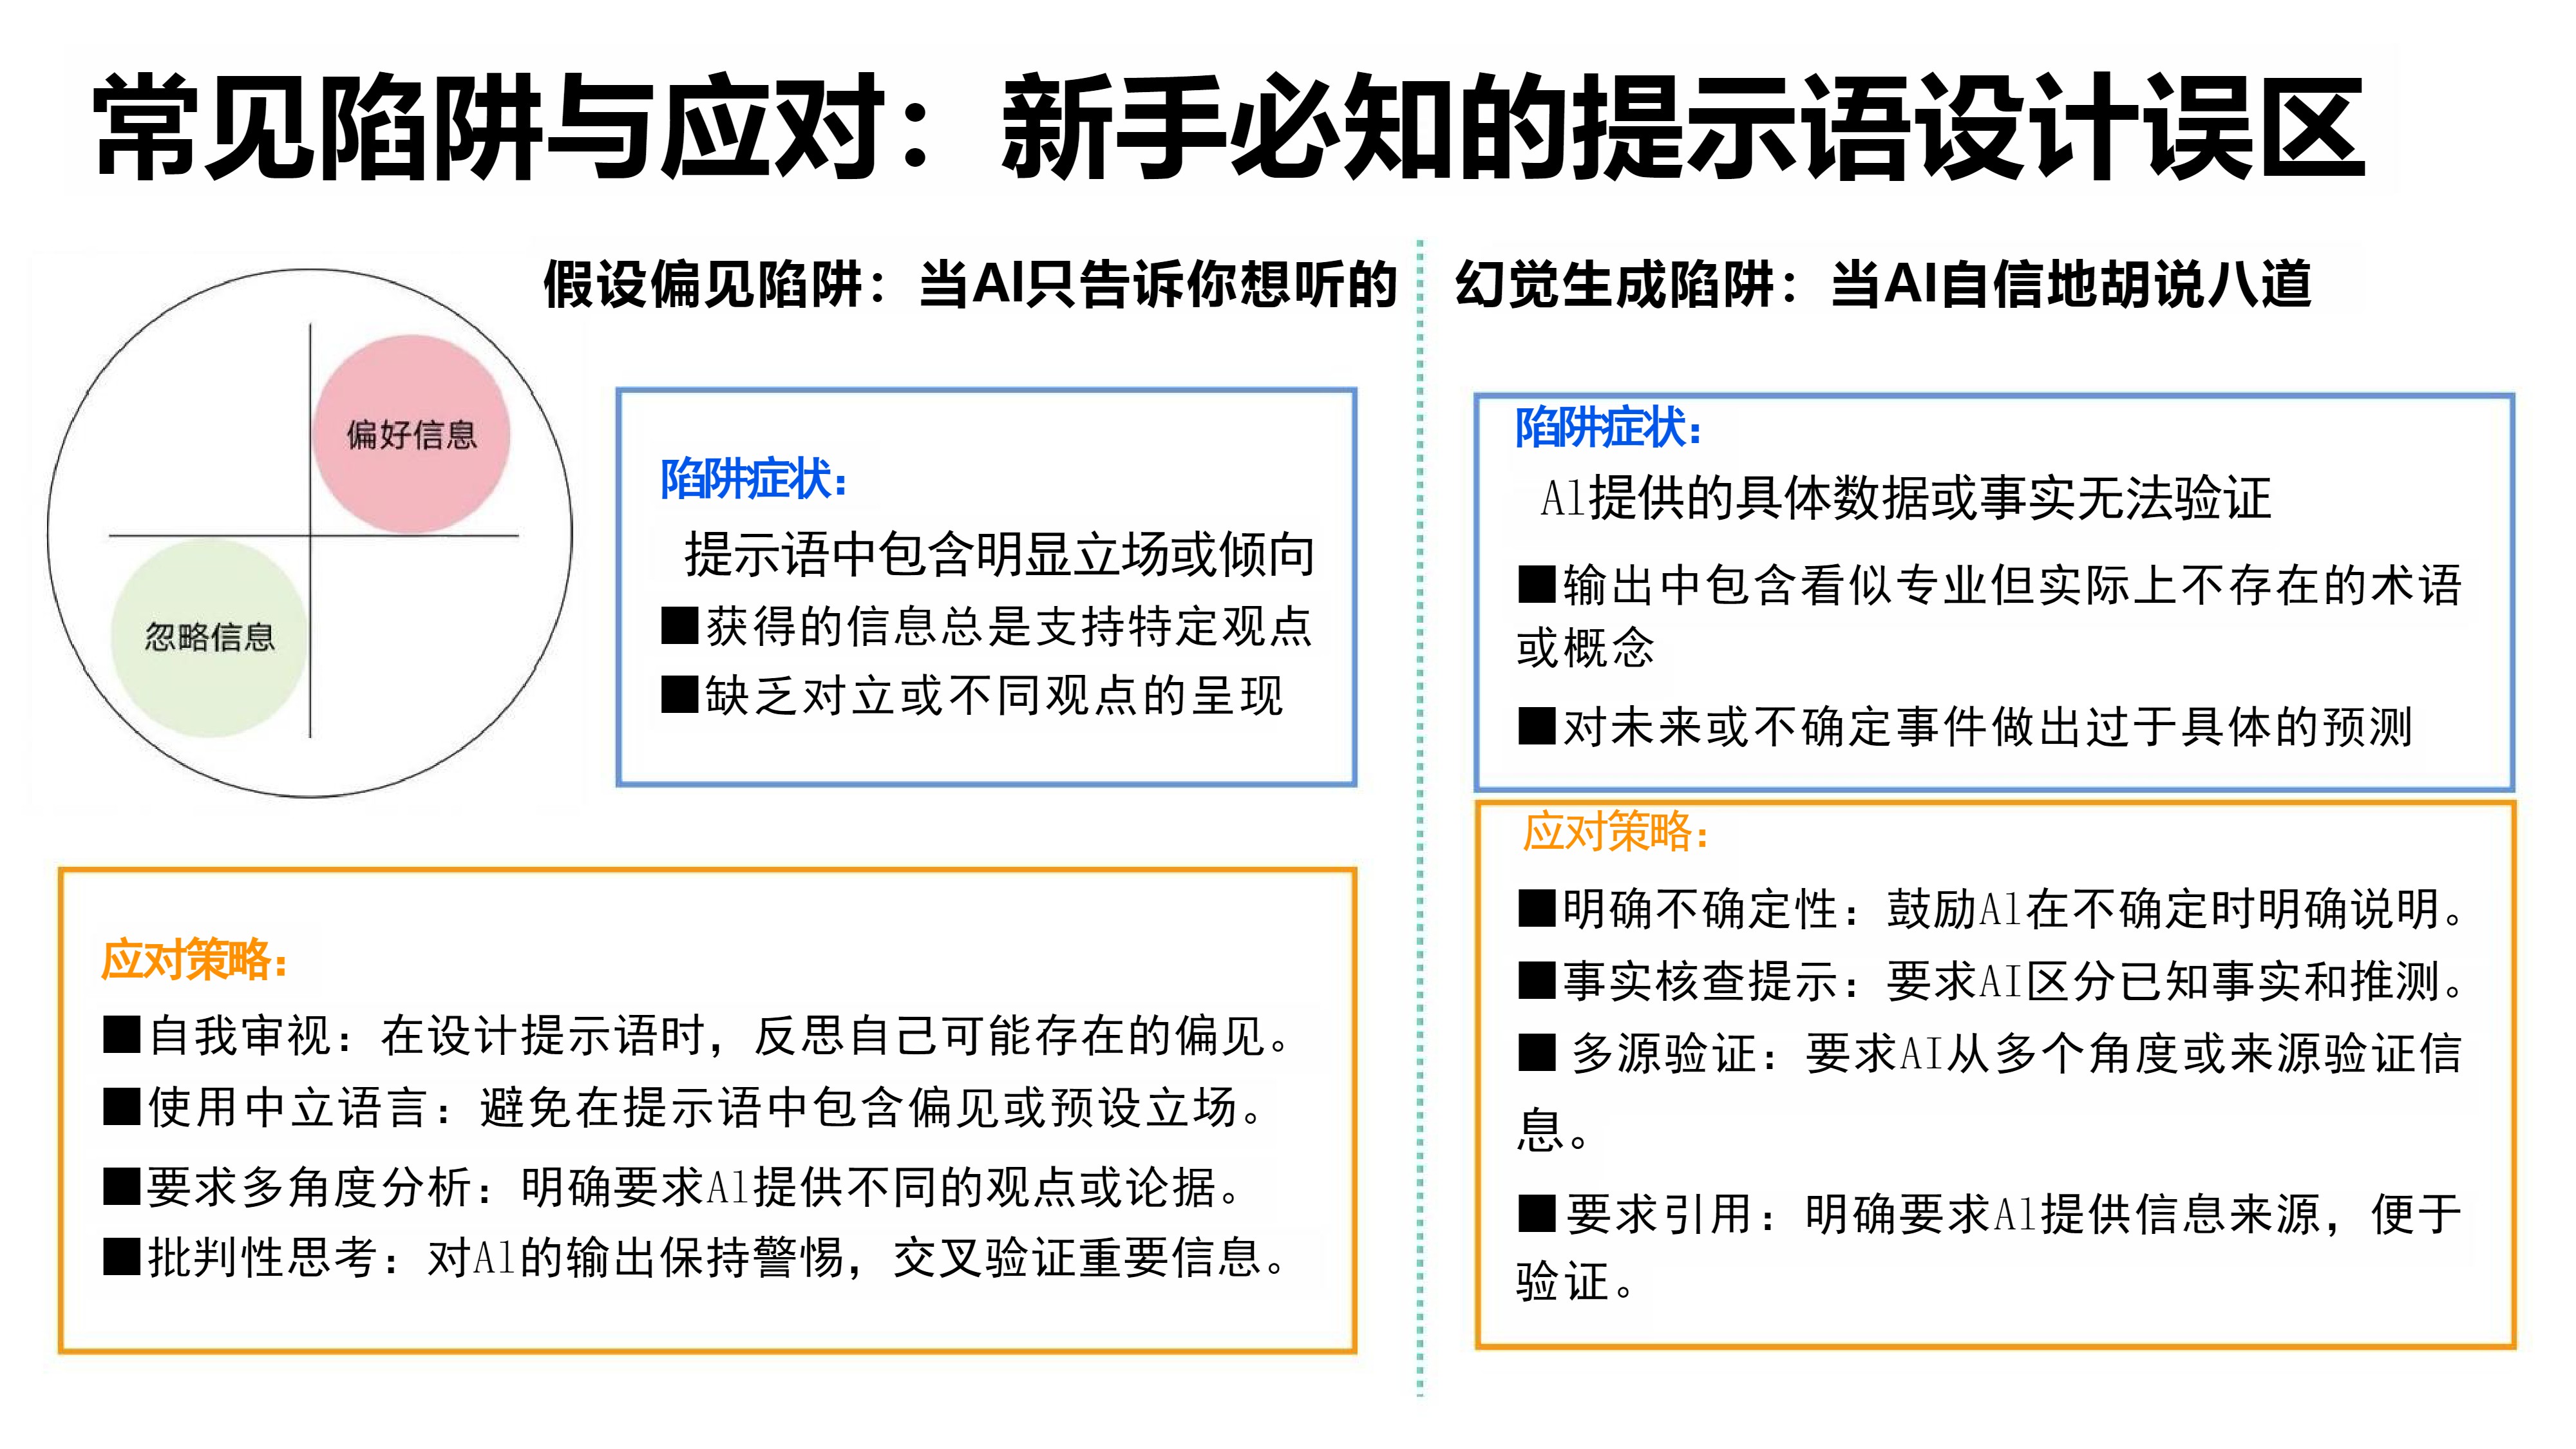 常见陷阱与应对：新手必知的提示语设计误区
假设偏见陷阱：当AI只告诉你想听的
偏好信息
忽略信息
陷阱症状：
提示语中包含明显立场或倾向
■获得的信息总是支持特定观点
■缺乏对立或不同观点的呈现
应对策略：
■自我审视：在设计提示语时，反思自己可能存在的偏见。
■使用中立语言：避免在提示语中包含偏见或预设立场。
■要求多角度分析：明确要求Al提供不同的观点或论据。
■批判性思考：对Al的输出保持警惕，交叉验证重要信息。
幻觉生成陷阱：当AI自信地胡说八道
陷阱症状：
Al提供的具体数据或事实无法验证
■输出中包含看似专业但实际上不存在的术语
或概念
■对未来或不确定事件做出过于具体的预测
应对策略：
■明确不确定性：鼓励Al在不确定时明确说明。
■事实核查提示：要求AI区分已知事实和推测。
■ 多源验证：要求AI从多个角度或来源验证信
息。
■要求引用：明确要求Al提供信息来源，便于
验证。